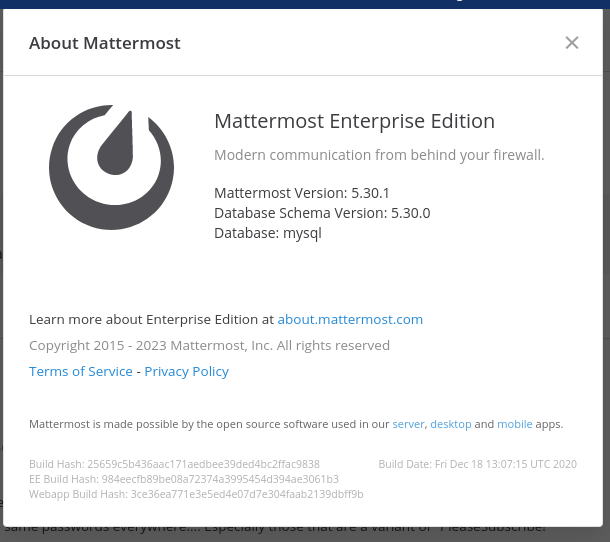 About Mattermost
Mattermost Enterprise Edition
Modern communication from behind your firewall.
Mattermost Version: 5.30.1
Database Schema Version: 5.30.0
Database: mysql
Learn more about Enterprise Edition at about.mattermost.com
Copyright 2015 - 2023 Mattermost, Inc. All rights reserved
Terms of Service - Privacy Policy
Mattermost is made possible by the open source software used in our server, desktop and mobile apps.
Build Hash: 25659c5b436aac171aedbee39ded4bc2ffac9838 Build Date: Fri Dec 18 13:07:15 UTC 2020
EE Build Hash: 984eecfb89be08a72374a3995454d394ae3061b3
Webapp Build Hash: 3ce36ea771e3e5ed4e07d7e304faab2139dbff9b
same passwords everywhere.... Especially those that are a variant of "PleaseSubscribe!"